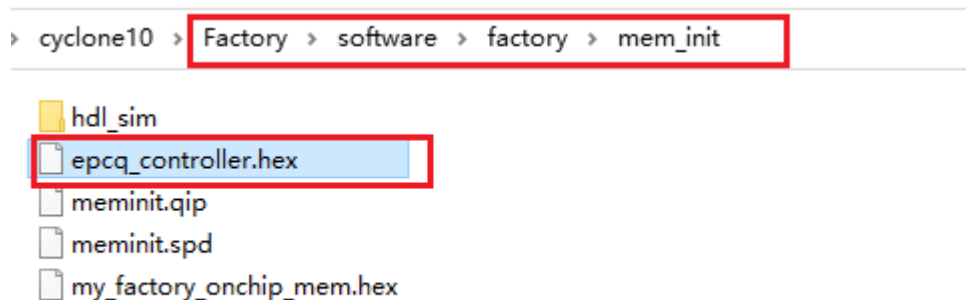 › cyclone10 › Factory › software › factory › mem_init
hdl_sim
epcq_controller.hex
meminit.qip
meminit.spd
my_factory_onchip_mem.hex